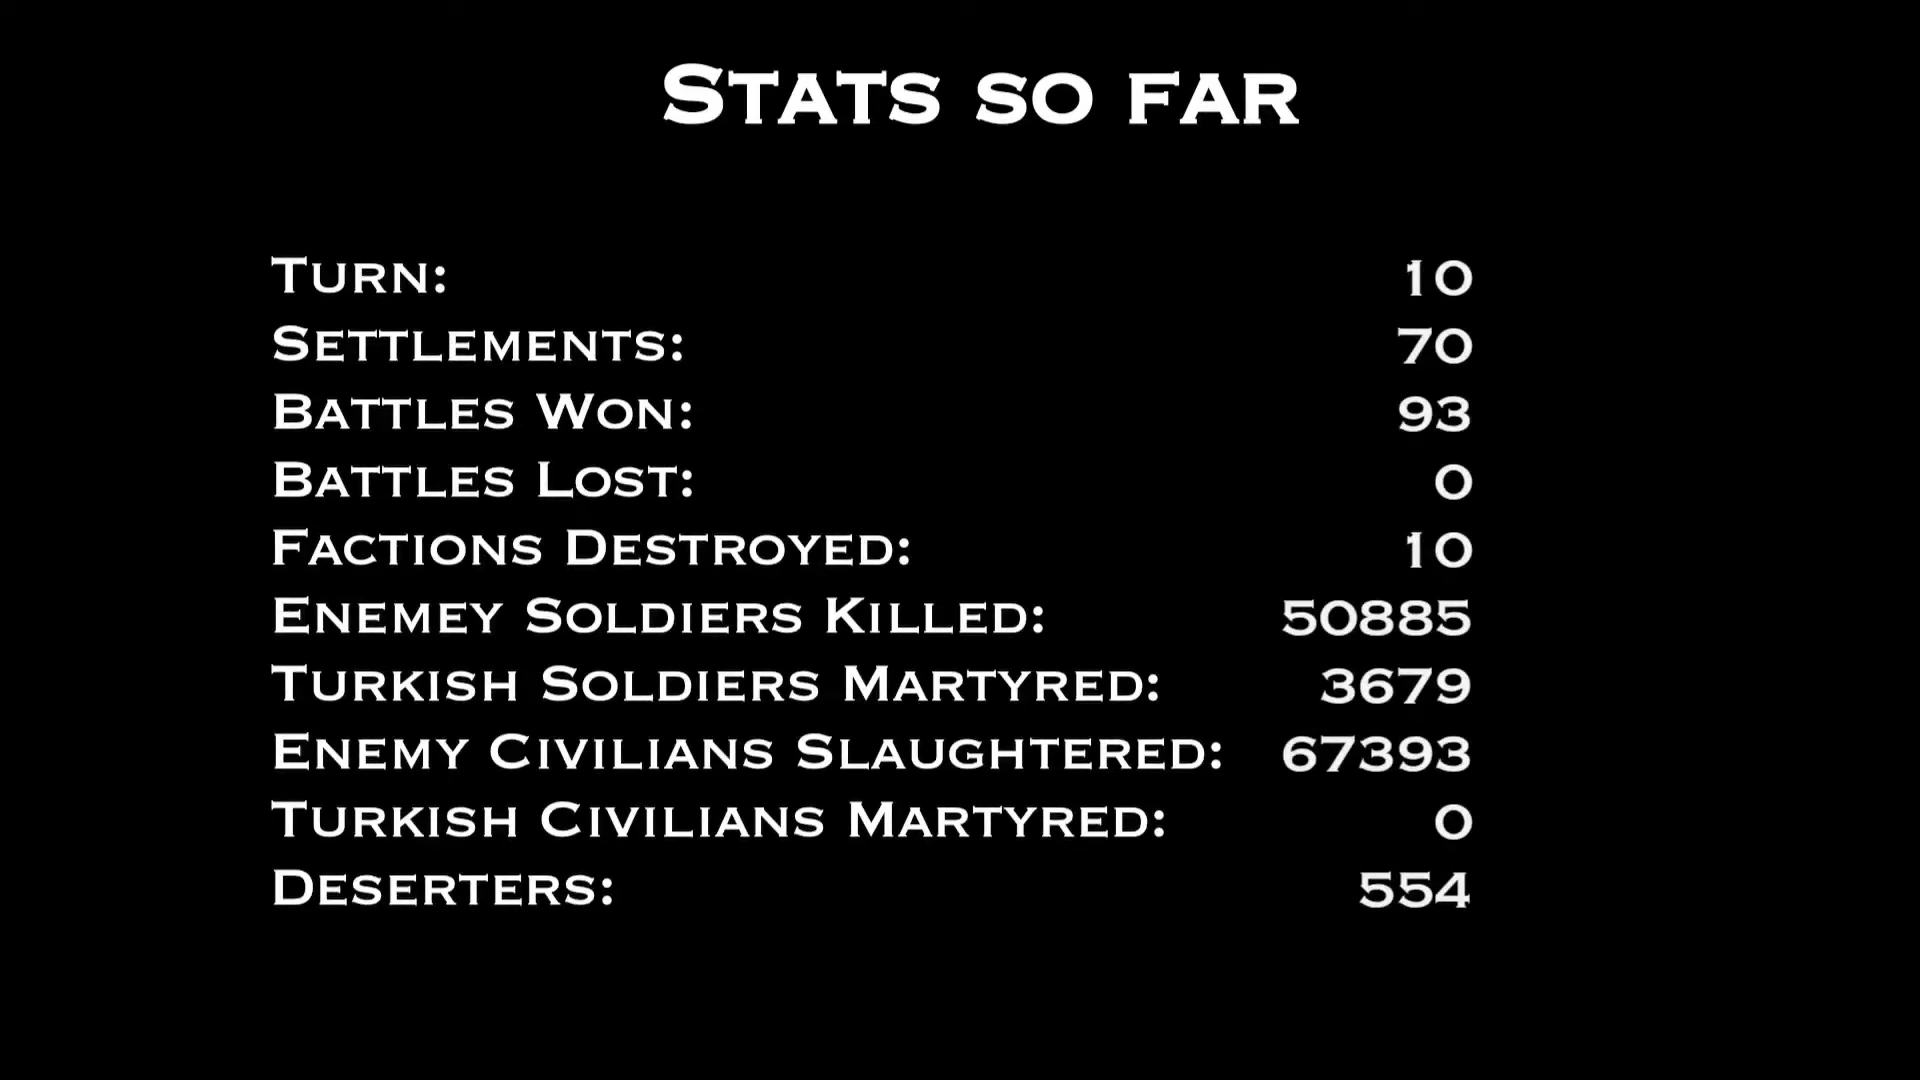 Stats so far
Turn: 10
Settlements: 70
Battles Won: 93
Battles Lost: 0
Factions Destroyed: 10
Enemey Soldiers Killed: 50885
Turkish Soldiers Martyred: 3679
Enemy Civilians Slaughtered: 67393
Turkish Civilians Martyred: 0
Deserters: 554